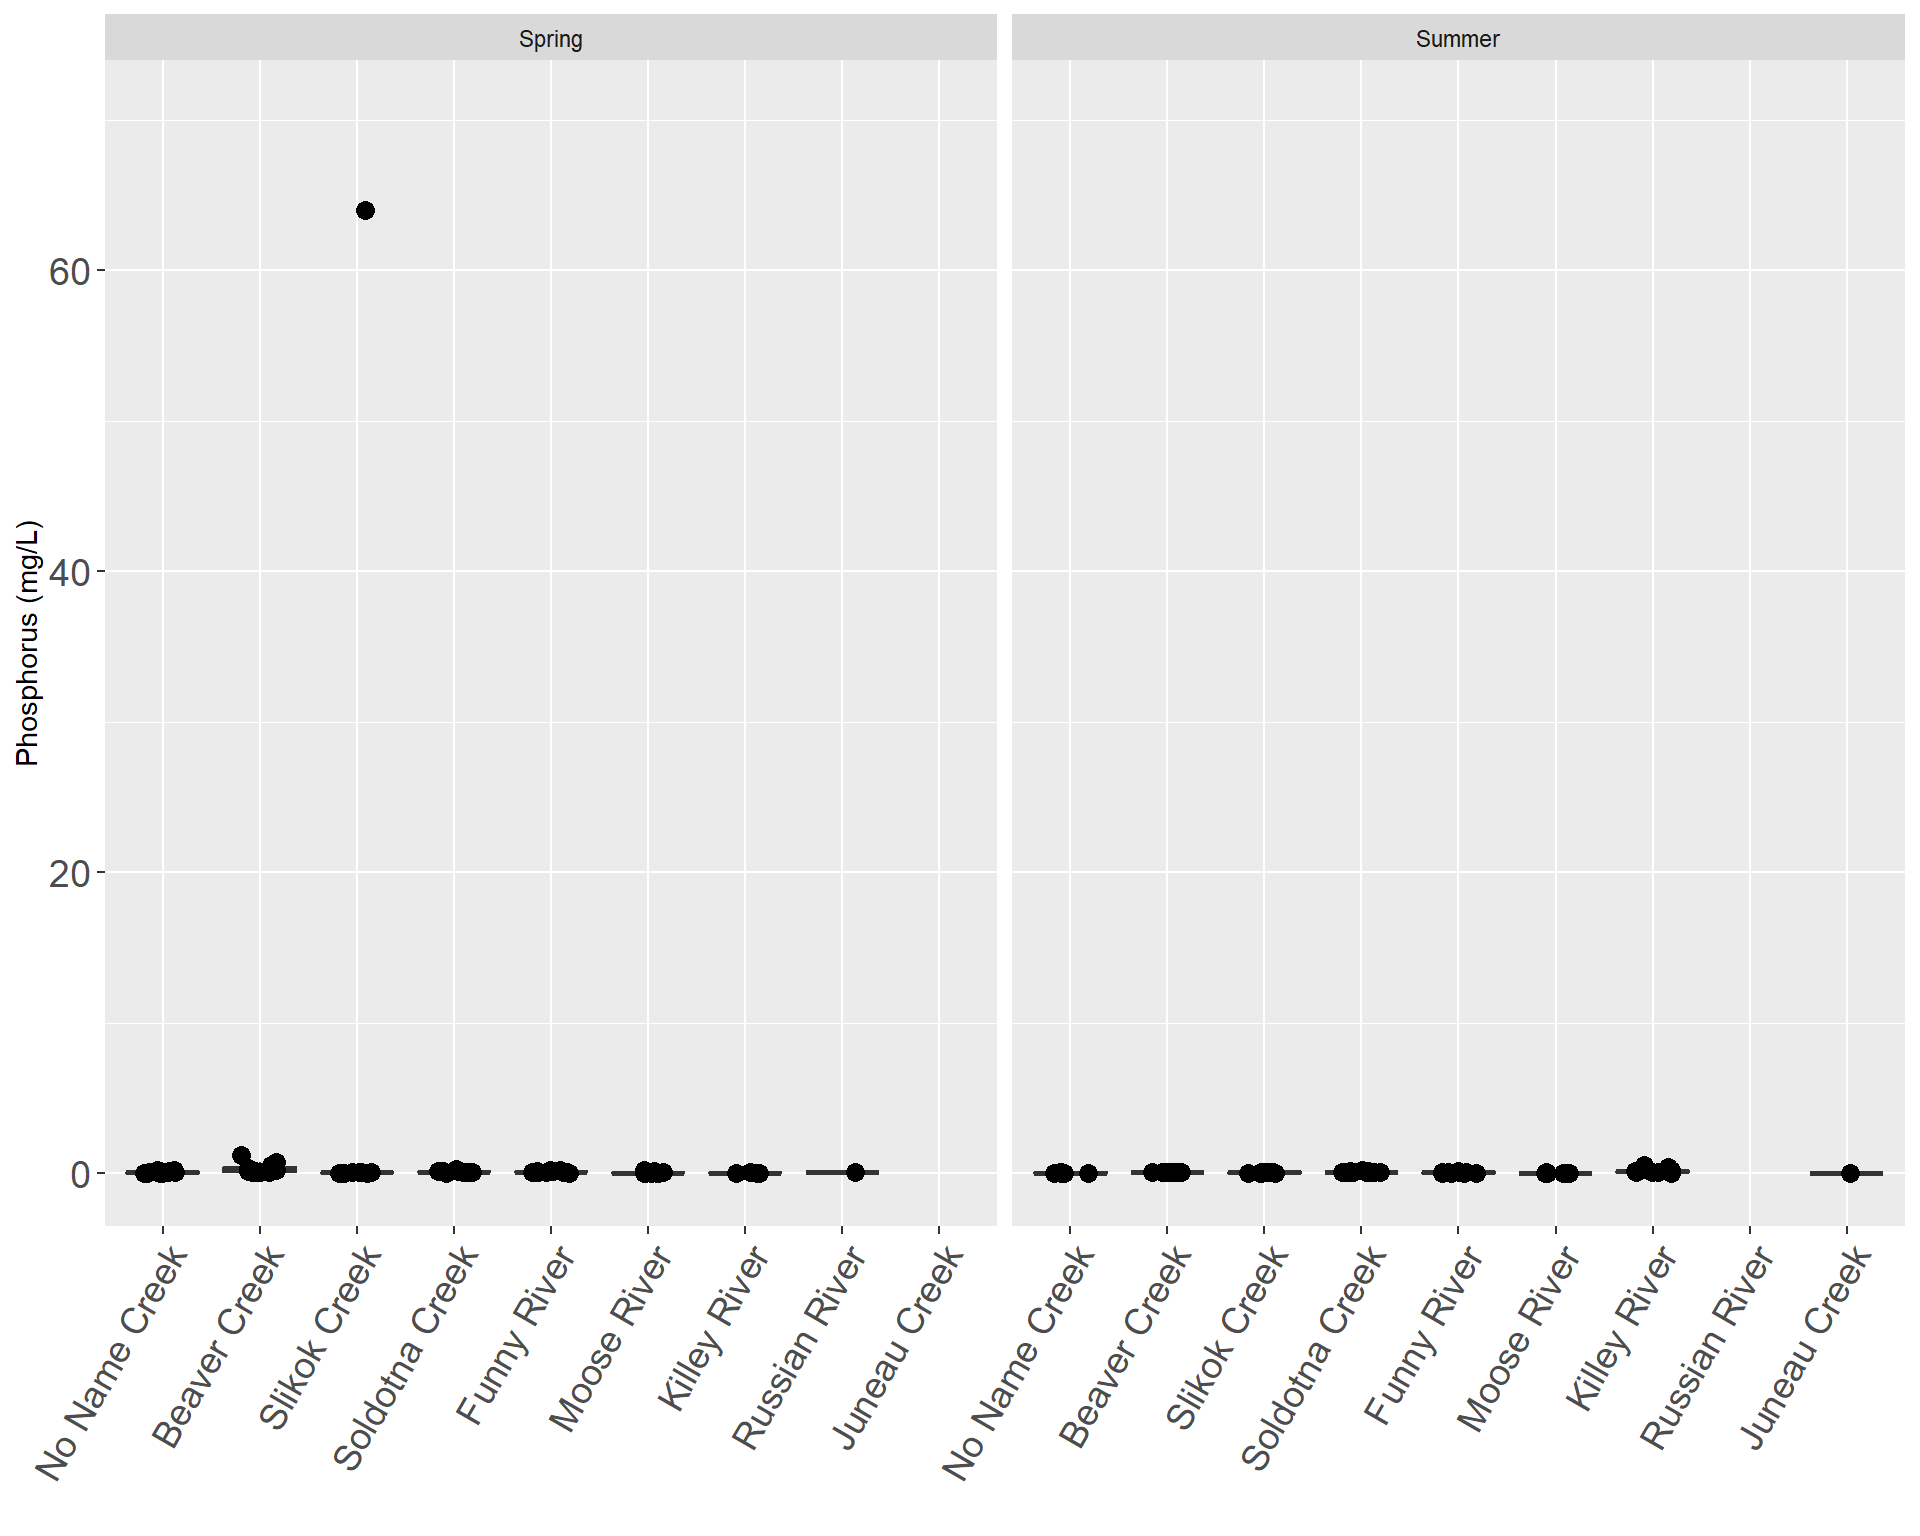 Spring
Summer
Phosphorus (mg/L)
60
40
20
0
No Name Creek
Beaver Creek
Slikok Creek
Soldotna Creek
Funny River
Moose River
Killey River
Russian River
Juneau Creek
No Name Creek
Beaver Creek
Slikok Creek
Soldotna Creek
Funny River
Moose River
Killey River
Russian River
Juneau Creek